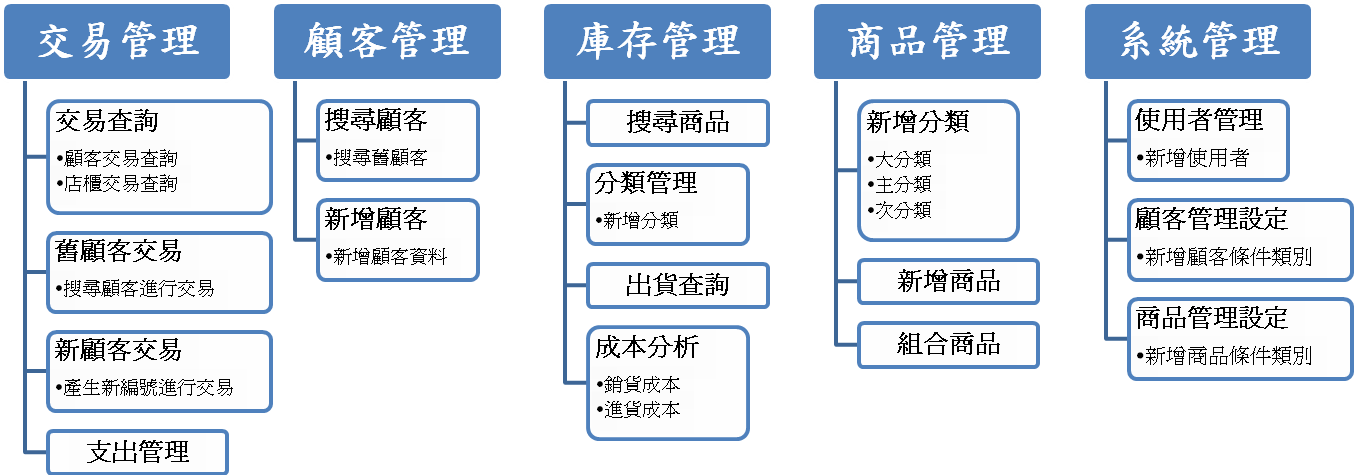 交易管理
交易查詢
•顧客交易查詢
•店櫃交易查詢
舊顧客交易
•搜尋顧客進行交易
新顧客交易
•產生新編號進行交易
支出管理
顧客管理
搜尋顧客
•搜尋舊顧客
新增顧客
•新增顧客資料
庫存管理
搜尋商品
分類管理
•新增分類
出貨查詢
成本分析
•銷貨成本
•進貨成本
商品管理
新增分類
•大分類
•主分類
•次分類
新增商品
組合商品
系統管理
使用者管理
•新增使用者
顧客管理設定
•新增顧客條件類別
商品管理設定
•新增商品條件類別